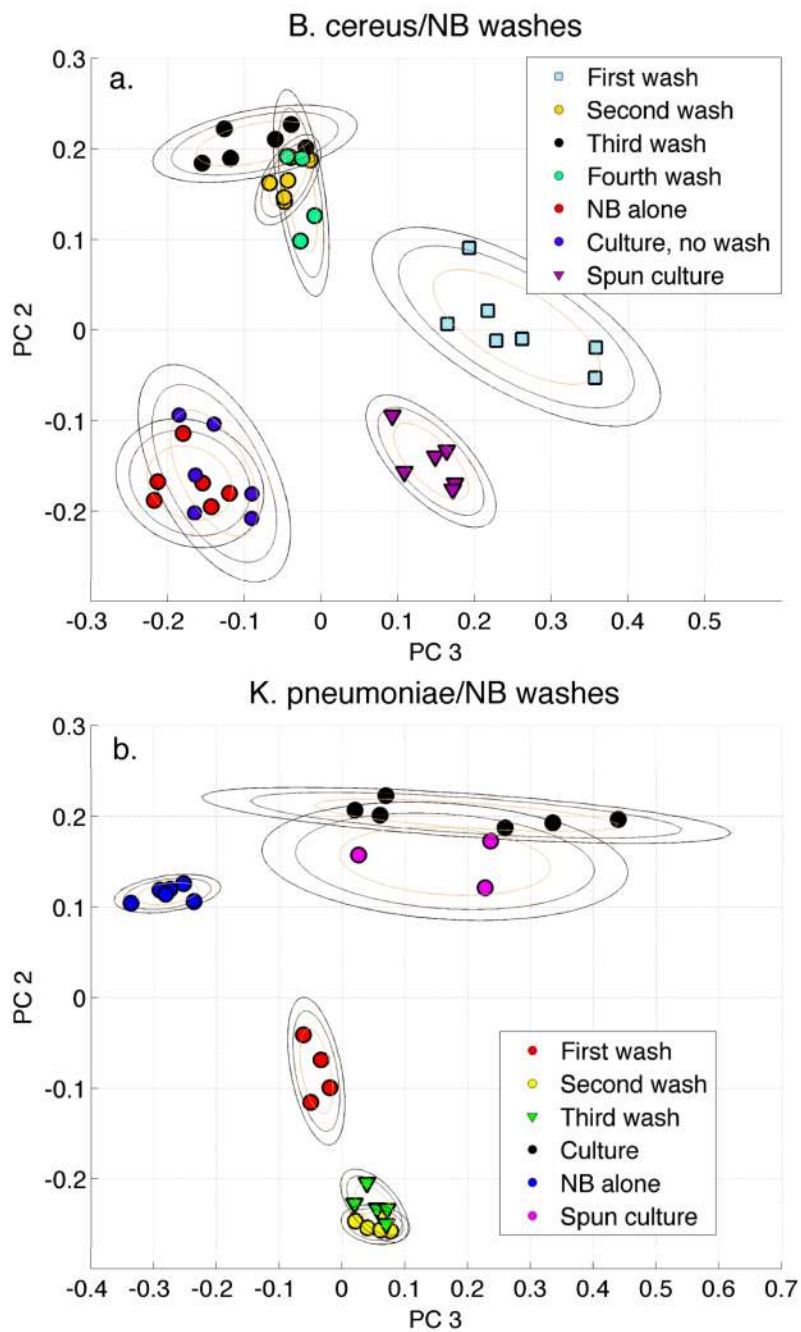 B. cereus/NB washes
a.
First wash
Second wash
Third wash
Fourth wash
NB alone
Culture, no wash
Spun culture
0.3
0.2
0.1
0
-0.1
-0.2
PC 2
-0.3 -0.2 -0.1 0 0.1 0.2 0.3 0.4 0.5
PC 3
K. pneumoniae/NB washes
b.
0.3
0.2
0.1
0
-0.1
-0.2
PC 2
First wash
Second wash
Third wash
Culture
NB alone
Spun culture
-0.4 -0.3 -0.2 -0.1 0 0.1 0.2 0.3 0.4 0.5 0.6 0.7
PC 3